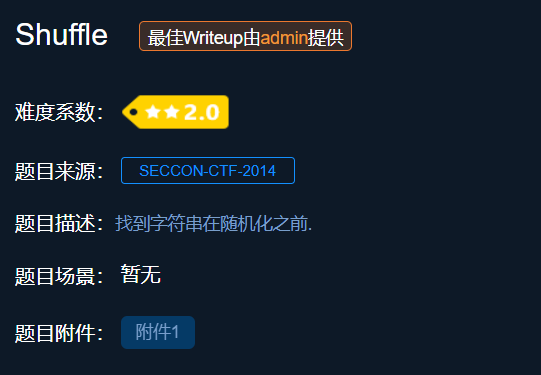 Shuffle 最佳Writeup由admin提供
难度系数： 2.0
题目来源： SECCON-CTF-2014
题目描述：找到字符串在随机化之前.
题目场景： 暂无
题目附件： 附件1